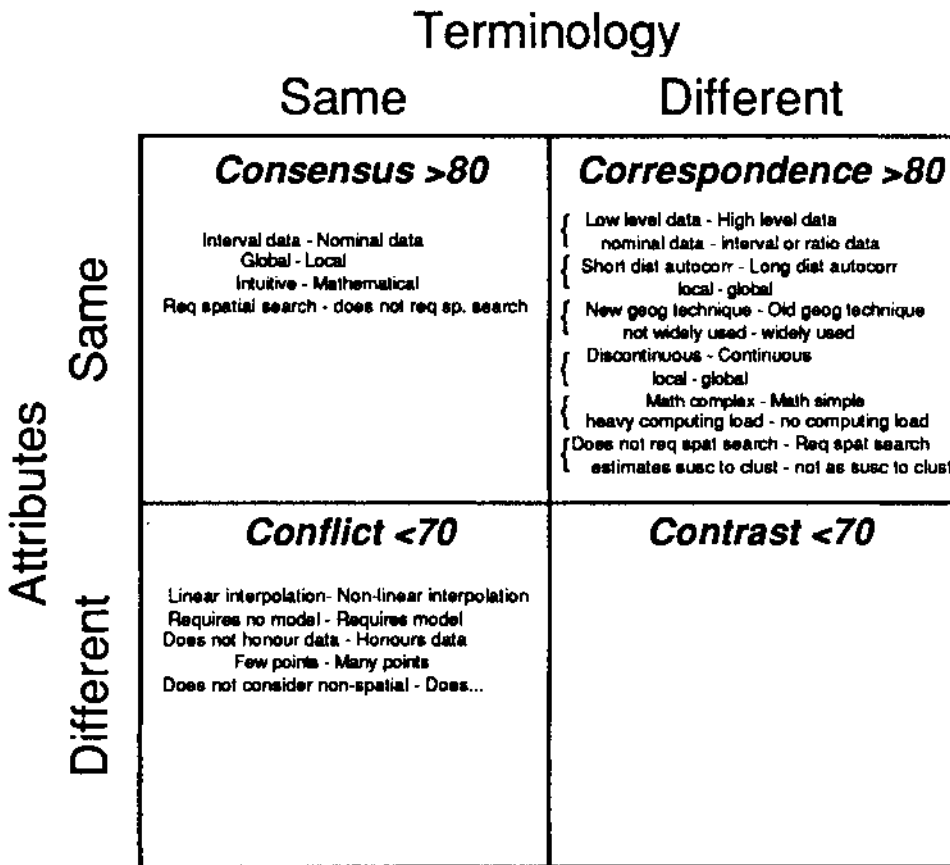 Terminology
Same
Different
Attributes
Same
Different
Consensus >80
Interval data - Nominal data
Global - Local
Intuitive - Mathematical
Req spatial search - does not req sp. search
Correspondence >80
{ Low level data - High level data
nominal data - interval or ratio data
{ Short dist autocorr - Long dist autocorr
local - global
{ New geog technique - Old geog technique
not widely used - widely used
{ Discontinuous - Continuous
local - global
{ Math complex - Math simple
heavy computing load - no computing load
{ Does not req spat search - Req spat search
estimates susc to clust - not as susc to clust
Conflict <70
Linear interpolation- Non-linear interpolation
Requires no model - Requires model
Does not honour data - Honours data
Few points - Many points
Does not consider non-spatial - Does...
Contrast <70